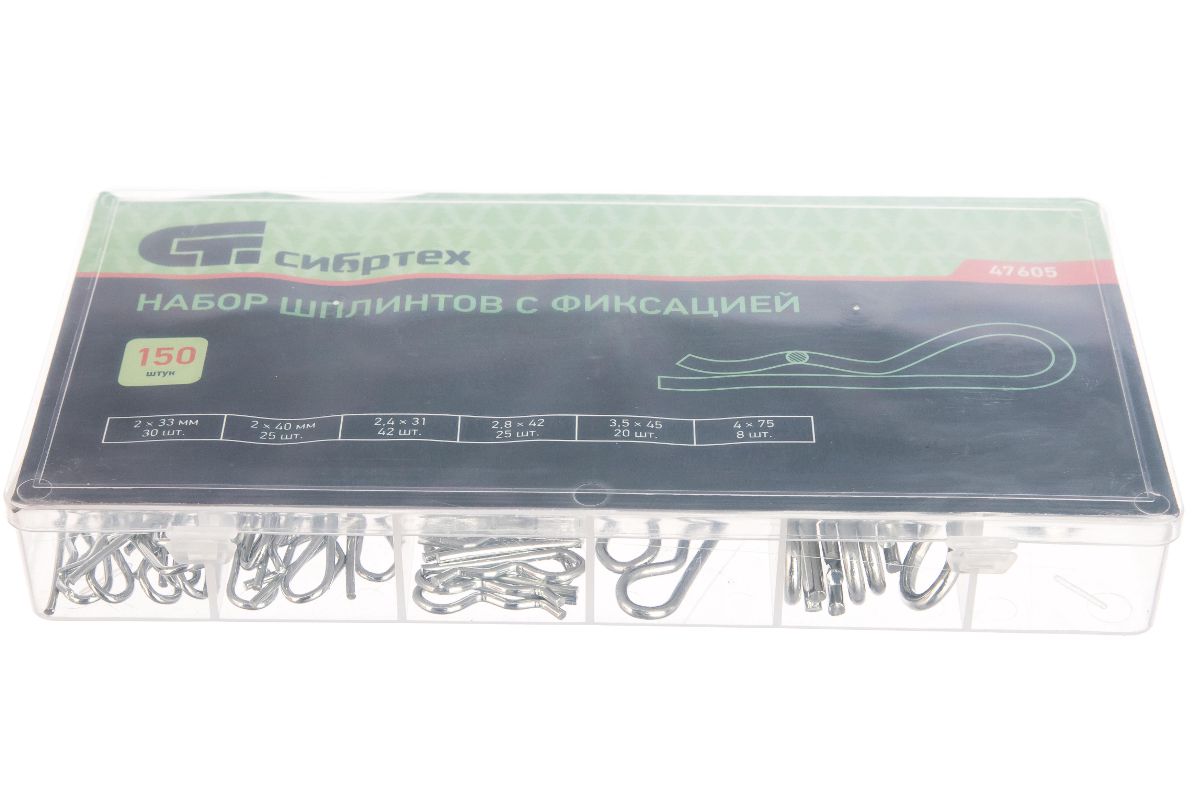 СТ сибртех
47605
НАБОР ШПЛИНТОВ С ФИКСАЦИЕЙ
150
штук
2 × 33 мм 2 × 40 мм 2,4 × 31 2,8 × 42 3,5 × 45 4 × 75
30 шт. 25 шт. 42 шт. 25 шт. 20 шт. 8 шт.